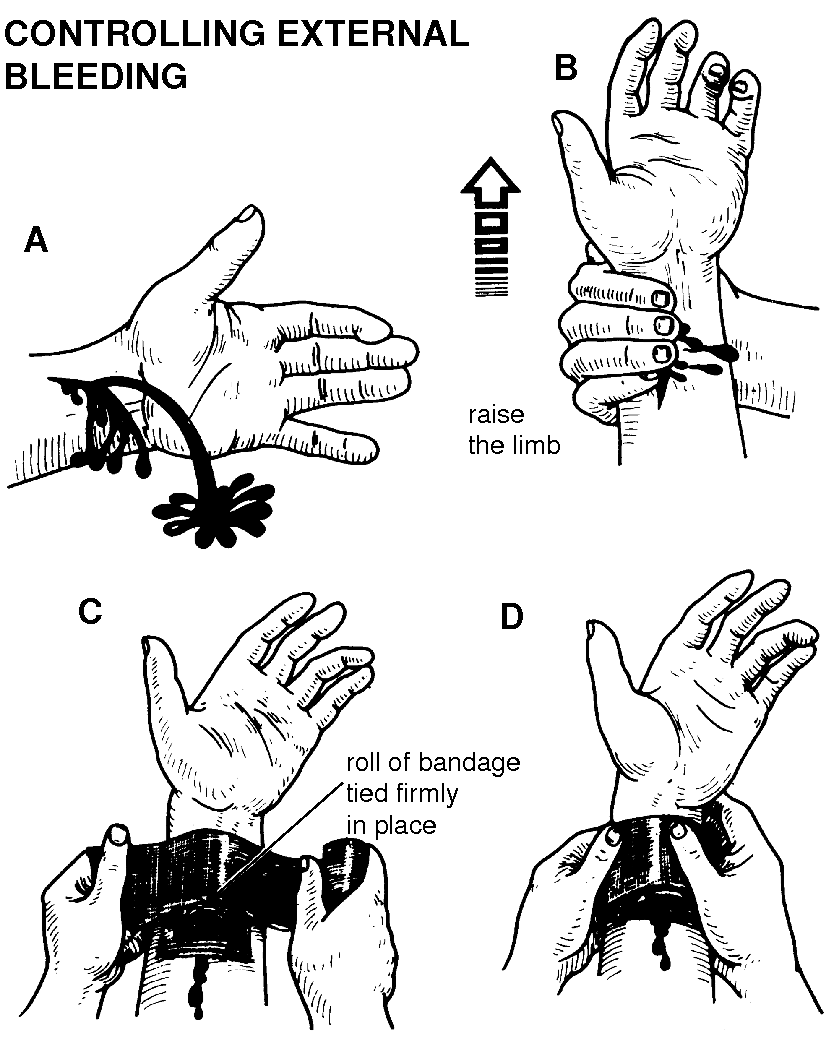 CONTROLLING EXTERNAL
BLEEDING
A
B
raise
the limb
C
D
roll of bandage
tied firmly
in place